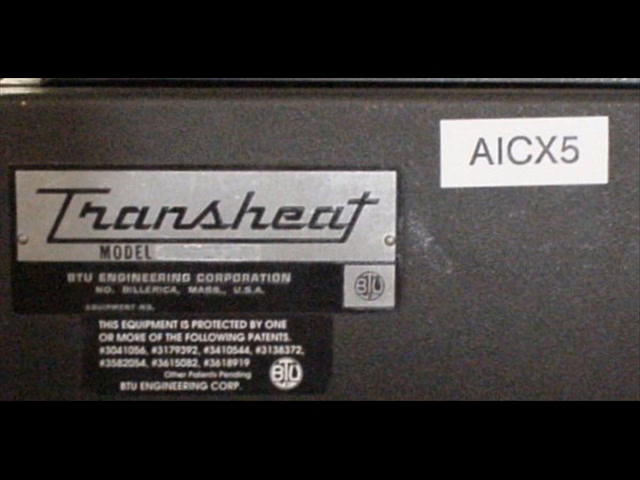 AICX5
Transheat
MODEL
BTU ENGINEERING CORPORATION
NO. BILLERICA, MASS., U.S.A.
BTU
EQUIPMENT NO.
THIS EQUIPMENT IS PROTECTED BY ONE
OR MORE OF THE FOLLOWING PATENTS.
#3041056, #3179392, #3410544, #3138372,
#3582054, #3615082, #3618919
Other Patents Pending
BTU ENGINEERING CORP.
BTU